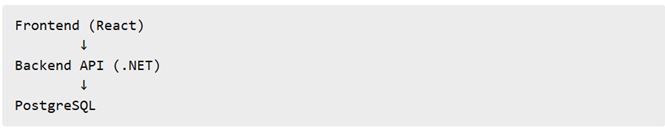 Frontend (React)
↓
Backend API (.NET)
↓
PostgreSQL